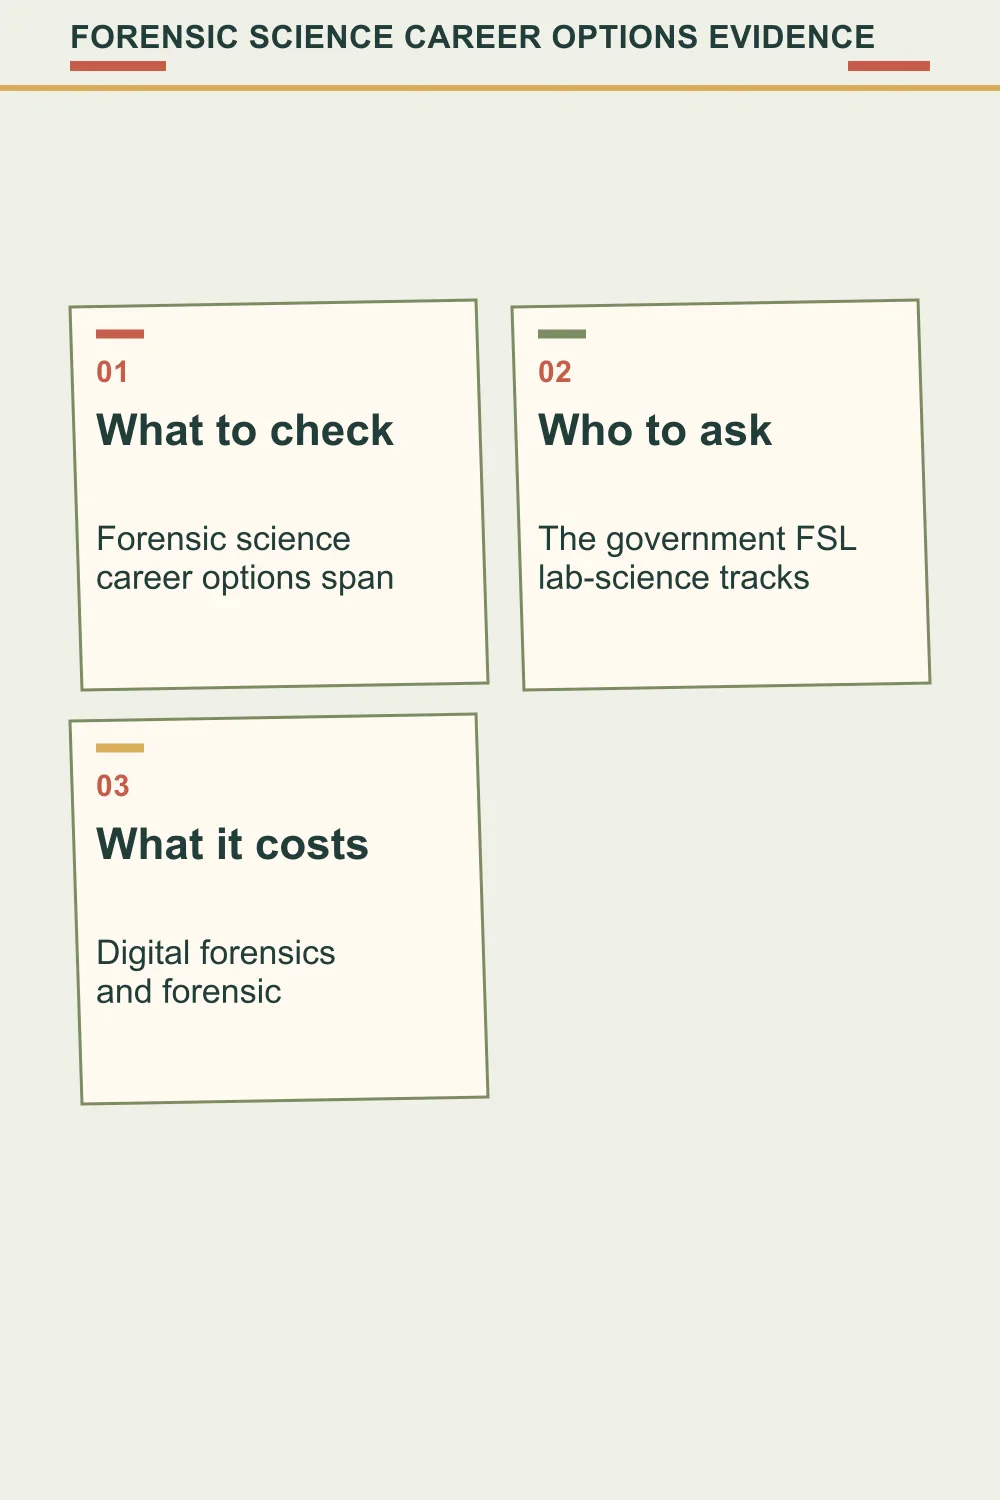 FORENSIC SCIENCE CAREER OPTIONS EVIDENCE
01
What to check
Forensic science
career options span
02
Who to ask
The government FSL
lab-science tracks
03
What it costs
Digital forensics
and forensic